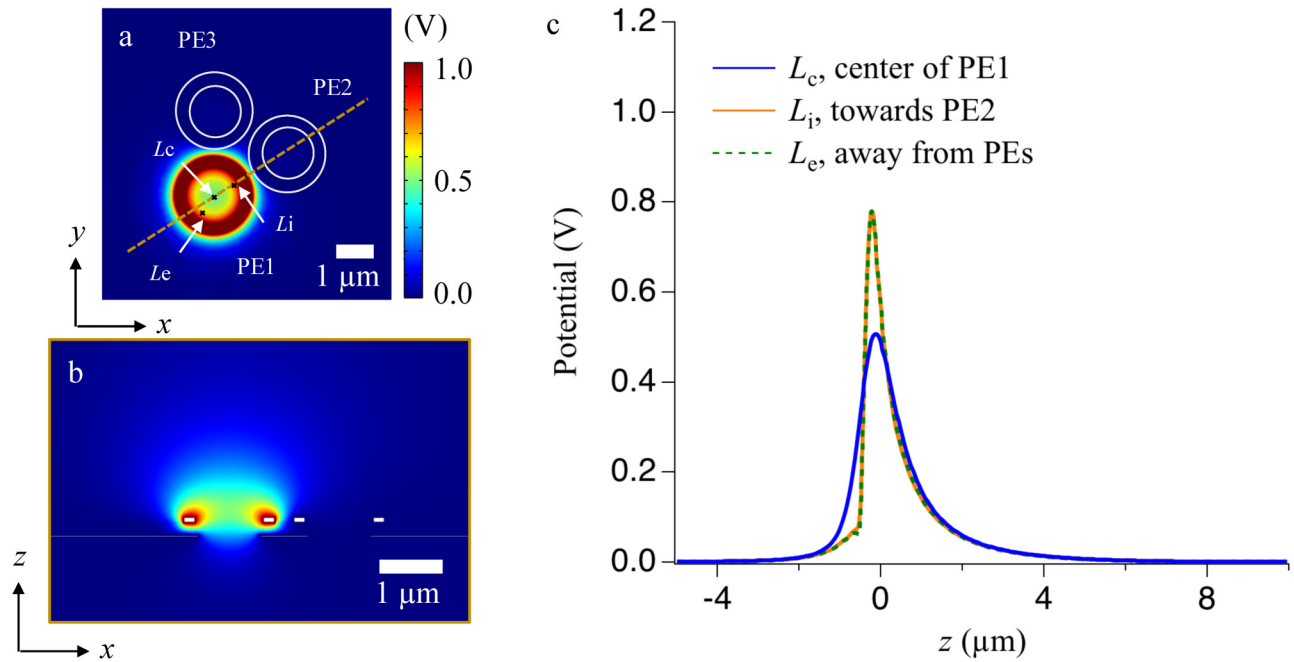 a
PE3
PE2
Lc
Li
Le
PE1
1 μm
y
x
(V)
1.0
0.5
0.0
b
1 μm
z
x
c
1.2
1.0
0.8
0.6
0.4
0.2
0.0
Potential (V)
Lc, center of PE1
Li, towards PE2
Le, away from PEs
-4 0 4 8
z (μm)